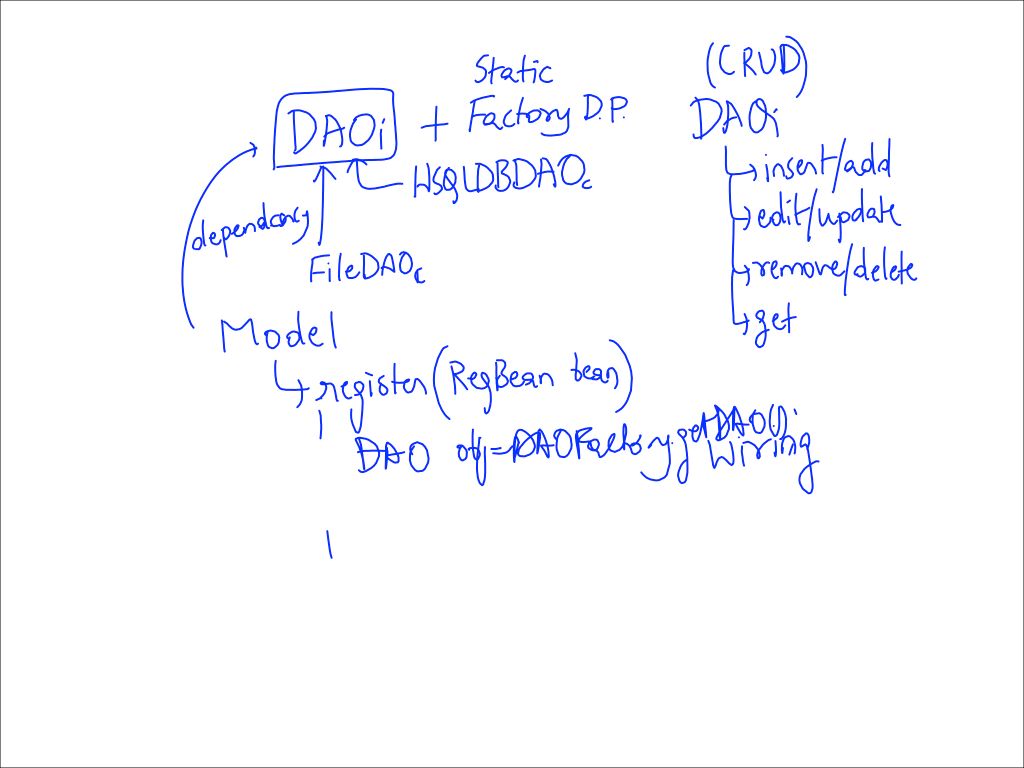 Static
Factory D.P.
(CRUD)
DAOi
+
HSQLDBDAOc
dependancy
FileDAOc
Model
register(RegBean bean)
DAO obj=DAOFactory.getDAO();
Wiring
DAOi
insert/add
edit/update
remove/delete
get